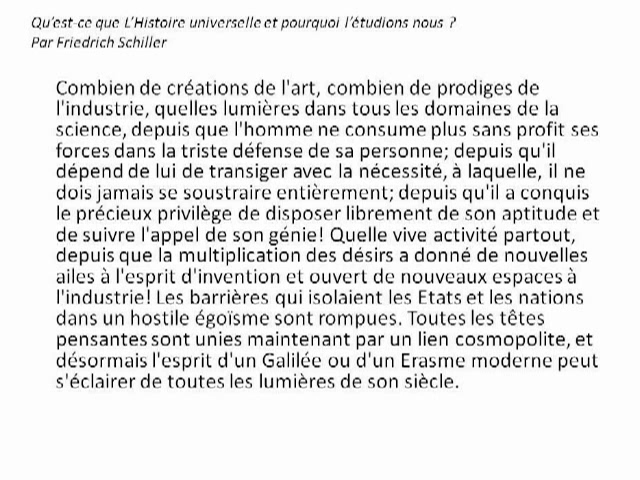 Qu'est-ce que L'Histoire universelle et pourquoi l'étudions nous ?
Par Friedrich Schiller
Combien de créations de l'art, combien de prodiges de
l'industrie, quelles lumières dans tous les domaines de la
science, depuis que l'homme ne consume plus sans profit ses
forces dans la triste défense de sa personne; depuis qu'il
dépend de lui de transiger avec la nécessité, à laquelle, il ne
dois jamais se soustraire entièrement; depuis qu'il a conquis
le précieux privilège de disposer librement de son aptitude et
de suivre l'appel de son génie! Quelle vive activité partout,
depuis que la multiplication des désirs a donné de nouvelles
ailes à l'esprit d'invention et ouvert de nouveaux espaces à
l'industrie! Les barrières qui isolaient les Etats et les nations
dans un hostile égoïsme sont rompues. Toutes les têtes
pensantes sont unies maintenant par un lien cosmopolite, et
désormais l'esprit d'un Galilée ou d'un Erasme moderne peut
s'éclairer de toutes les lumières de son siècle.